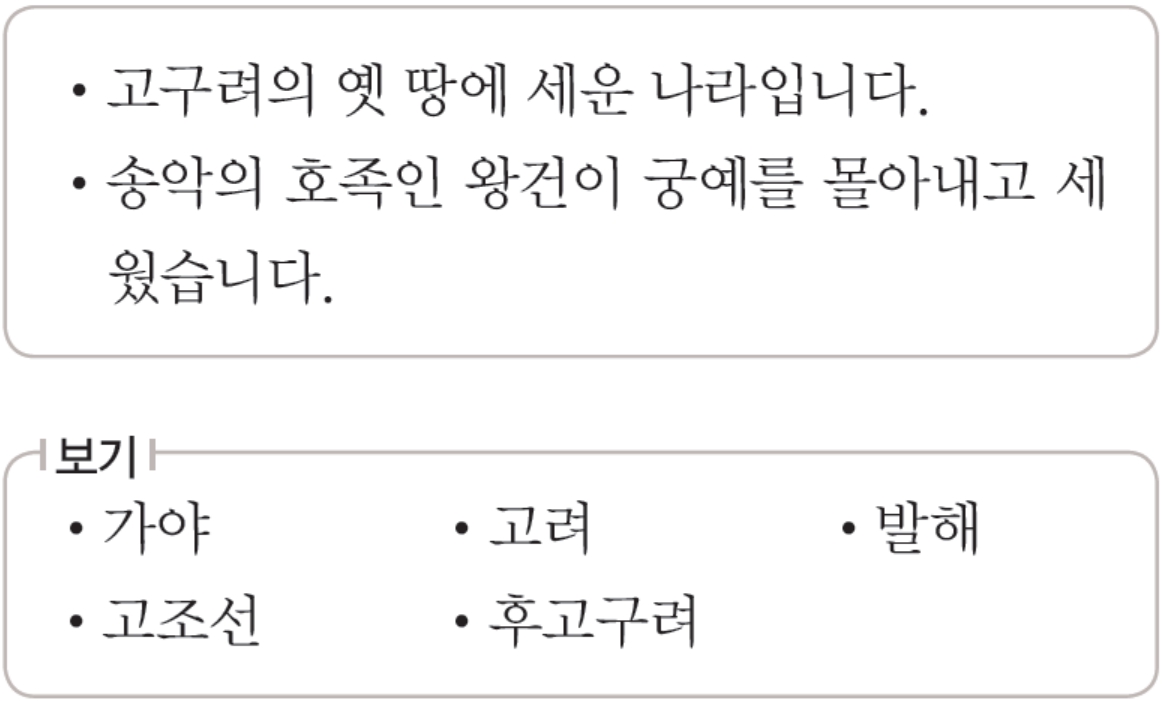 • 고구려의 옛 땅에 세운 나라입니다.
• 송악의 호족인 왕건이 궁예를 몰아내고 세
웠습니다.
보기
• 가야 • 고려 • 발해
• 고조선 • 후고구려